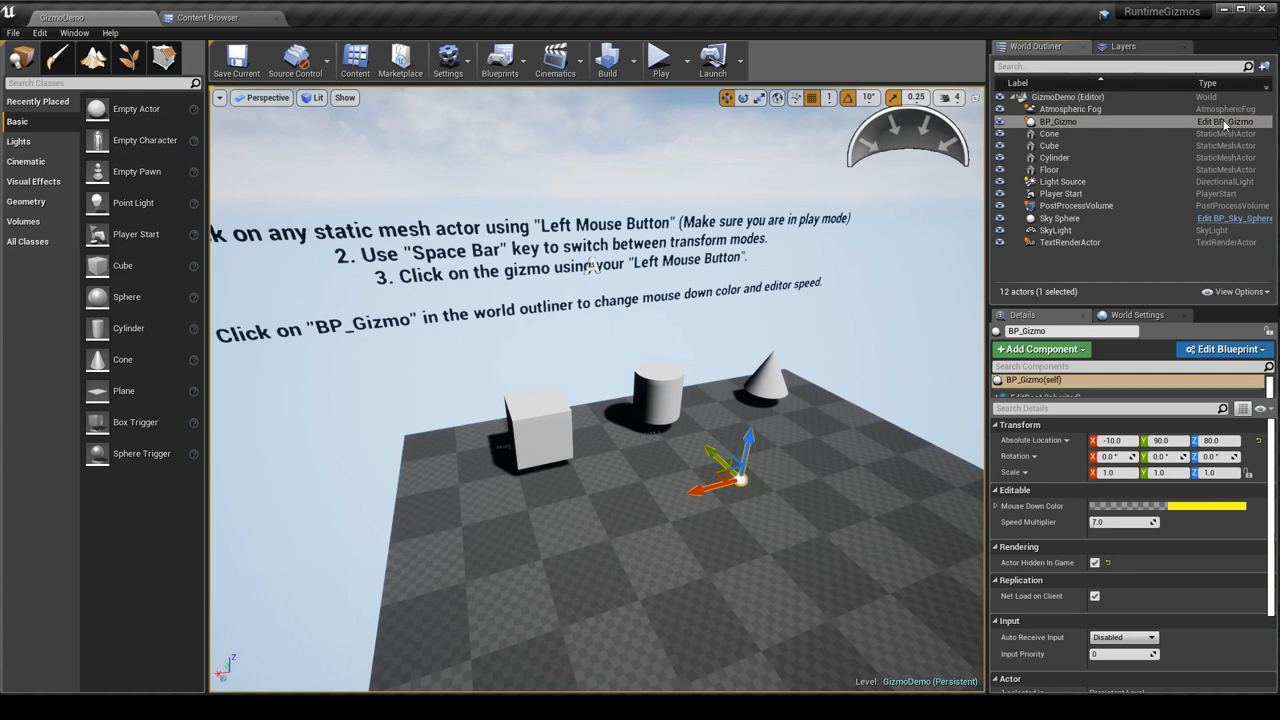 GizmoDemo
Content Browser
RuntimeGizmos
File Edit Window Help
Search Classes
Recently Placed
Basic
Lights
Cinematic
Visual Effects
Geometry
Volumes
All Classes
Empty Actor
Empty Character
Empty Pawn
Point Light
Player Start
Cube
Sphere
Cylinder
Cone
Plane
Box Trigger
Sphere Trigger
Save Current
Source Control
Content
Marketplace
Settings
Blueprints
Cinematics
Build
Play
Launch
Perspective
Lit
Show
1
10°
0.25
4
k on any static mesh actor using "Left Mouse Button" (Make sure you are in play mode)
2. Use "Space Bar" key to switch between transform modes.
3. Click on the gizmo using your "Left Mouse Button".
Click on "BP_Gizmo" in the world outliner to change mouse down color and editor speed.
Z
Level: GizmoDemo (Persistent)
World Outliner
Layers
Search...
Label Type
GizmoDemo (Editor) World
Atmospheric Fog AtmosphericFog
BP_Gizmo Edit BP_Gizmo
Cone StaticMeshActor
Cube StaticMeshActor
Cylinder StaticMeshActor
Floor StaticMeshActor
Light Source DirectionalLight
Player Start PlayerStart
PostProcessVolume PostProcessVolume
Sky Sphere Edit BP_Sky_Sphere
SkyLight SkyLight
TextRenderActor TextRenderActor
12 actors (1 selected)
View Options
Details
World Settings
BP_Gizmo
+ Add Component
Edit Blueprint
Search Components
BP_Gizmo(self)
Search Details
Transform
Absolute Location X -10.0 Y 90.0 Z 80.0
Rotation X 0.0 ° Y 0.0 ° Z 0.0 °
Scale X 1.0 Y 1.0 Z 1.0
Editable
Mouse Down Color
Speed Multiplier 7.0
Rendering
Actor Hidden In Game
Replication
Net Load on Client
Input
Auto Receive Input Disabled
Input Priority 0
Actor